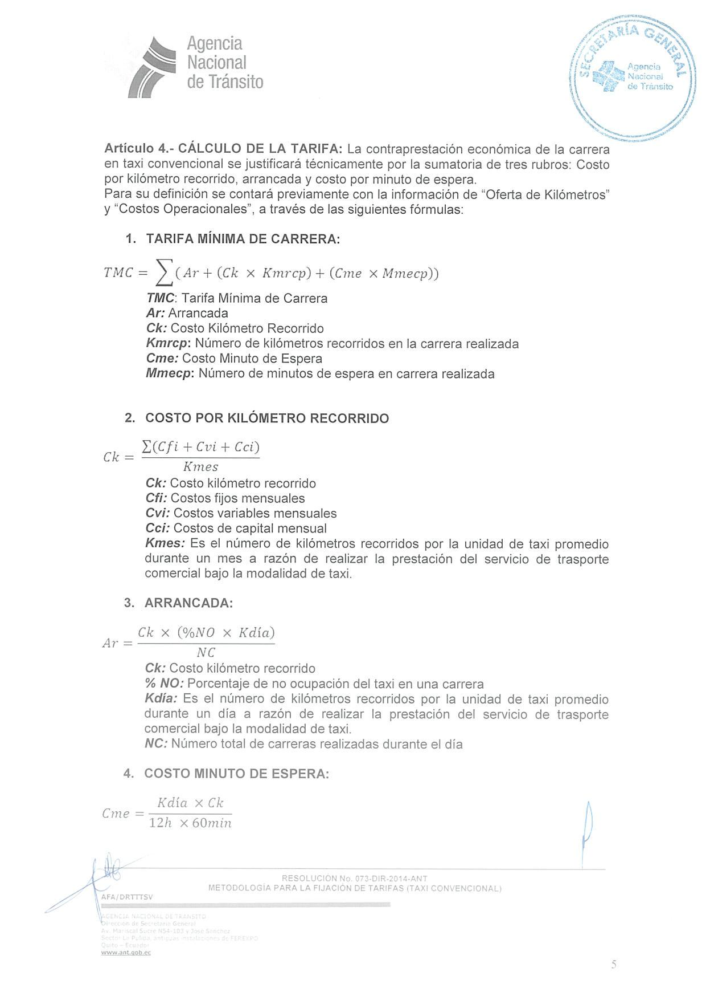 Agencia
Nacional
de Tránsito
SECRETARÍA GENERAL
Agencia
Nacional
de Tránsito
Artículo 4.- CÁLCULO DE LA TARIFA: La contraprestación económica de la carrera
en taxi convencional se justificará técnicamente por la sumatoria de tres rubros: Costo
por kilómetro recorrido, arrancada y costo por minuto de espera.
Para su definición se contará previamente con la información de “Oferta de Kilómetros”
y “Costos Operacionales”, a través de las siguientes fórmulas:
1. TARIFA MÍNIMA DE CARRERA:
TMC = ∑ ( Ar + (Ck × Kmrcp) + (Cme × Mmecp))
TMC: Tarifa Mínima de Carrera
Ar: Arrancada
Ck: Costo Kilómetro Recorrido
Kmrcp: Número de kilómetros recorridos en la carrera realizada
Cme: Costo Minuto de Espera
Mmecp: Número de minutos de espera en carrera realizada
2. COSTO POR KILÓMETRO RECORRIDO
∑(Cfi + Cvi + Cci)
Ck =
Kmes
Ck: Costo kilómetro recorrido
Cfi: Costos fijos mensuales
Cvi: Costos variables mensuales
Cci: Costos de capital mensual
Kmes: Es el número de kilómetros recorridos por la unidad de taxi promedio
durante un mes a razón de realizar la prestación del servicio de trasporte
comercial bajo la modalidad de taxi.
3. ARRANCADA:
Ck × (%NO × Kdía)
Ar =
NC
Ck: Costo kilómetro recorrido
% NO: Porcentaje de no ocupación del taxi en una carrera
Kdía: Es el número de kilómetros recorridos por la unidad de taxi promedio
durante un día a razón de realizar la prestación del servicio de trasporte
comercial bajo la modalidad de taxi.
NC: Número total de carreras realizadas durante el día
4. COSTO MINUTO DE ESPERA:
Kdía × Ck
Cme =
12h × 60min
RESOLUCIÓN No. 073-DIR-2014-ANT
METODOLOGÍA PARA LA FIJACIÓN DE TARIFAS (TAXI CONVENCIONAL)
AFA/DRTTTSV
AGENCIA NACIONAL DE TRANSITO
Dirección de Secretaría General
Av. Mariscal Sucre N54-103 y José Sánchez
Sector La Pulida, antiguas instalaciones de FEREXPO
Quito – Ecuador
www.ant.gob.ec
5